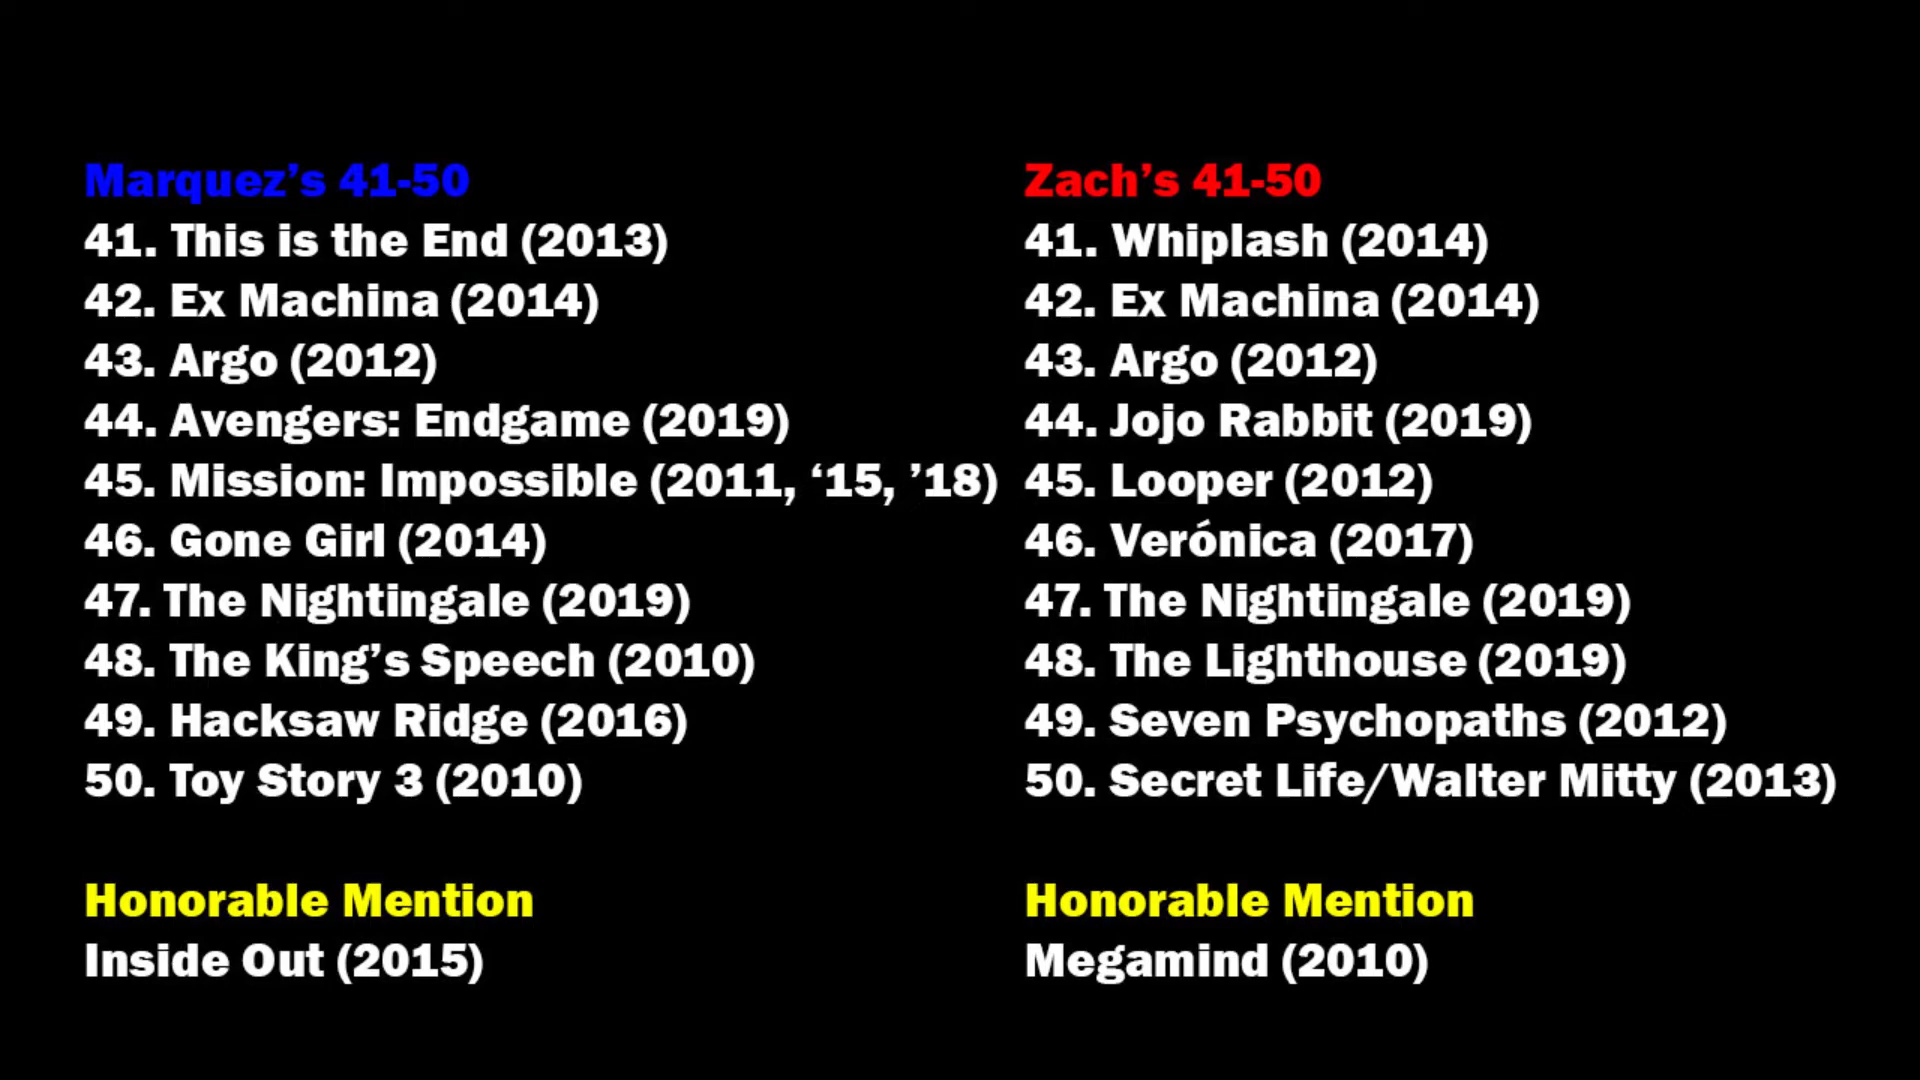 Marquez’s 41-50
41. This is the End (2013)
42. Ex Machina (2014)
43. Argo (2012)
44. Avengers: Endgame (2019)
45. Mission: Impossible (2011, ‘15, ’18)
46. Gone Girl (2014)
47. The Nightingale (2019)
48. The King’s Speech (2010)
49. Hacksaw Ridge (2016)
50. Toy Story 3 (2010)
Honorable Mention
Inside Out (2015)
Zach’s 41-50
41. Whiplash (2014)
42. Ex Machina (2014)
43. Argo (2012)
44. Jojo Rabbit (2019)
45. Looper (2012)
46. Verónica (2017)
47. The Nightingale (2019)
48. The Lighthouse (2019)
49. Seven Psychopaths (2012)
50. Secret Life/Walter Mitty (2013)
Honorable Mention
Megamind (2010)